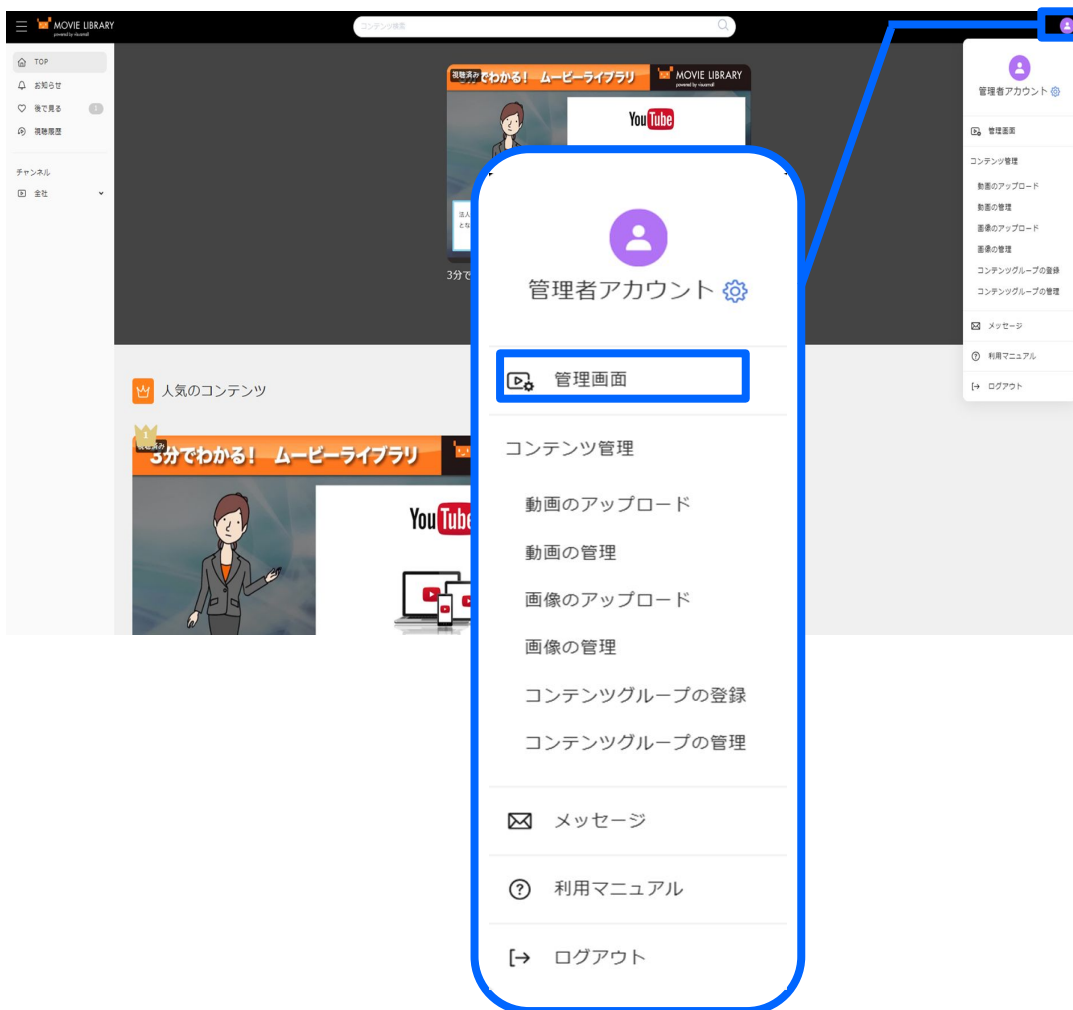 MOVIE LIBRARY
powered by visumall
コンテンツ検索
TOP
お知らせ
後で見る 1
視聴履歴
チャンネル
全社
視聴済み
でわかる! ムービーライブラリ
MOVIE LIBRARY
YouTube
法人
とな
3分で
人気のコンテンツ
1
3分でわかる! ムービーライブラリ
YouTube
管理者アカウント
管理画面
コンテンツ管理
動画のアップロード
動画の管理
画像のアップロード
画像の管理
コンテンツグループの登録
コンテンツグループの管理
メッセージ
利用マニュアル
ログアウト
管理者アカウント
管理画面
コンテンツ管理
動画のアップロード
動画の管理
画像のアップロード
画像の管理
コンテンツグループの登録
コンテンツグループの管理
メッセージ
利用マニュアル
ログアウト